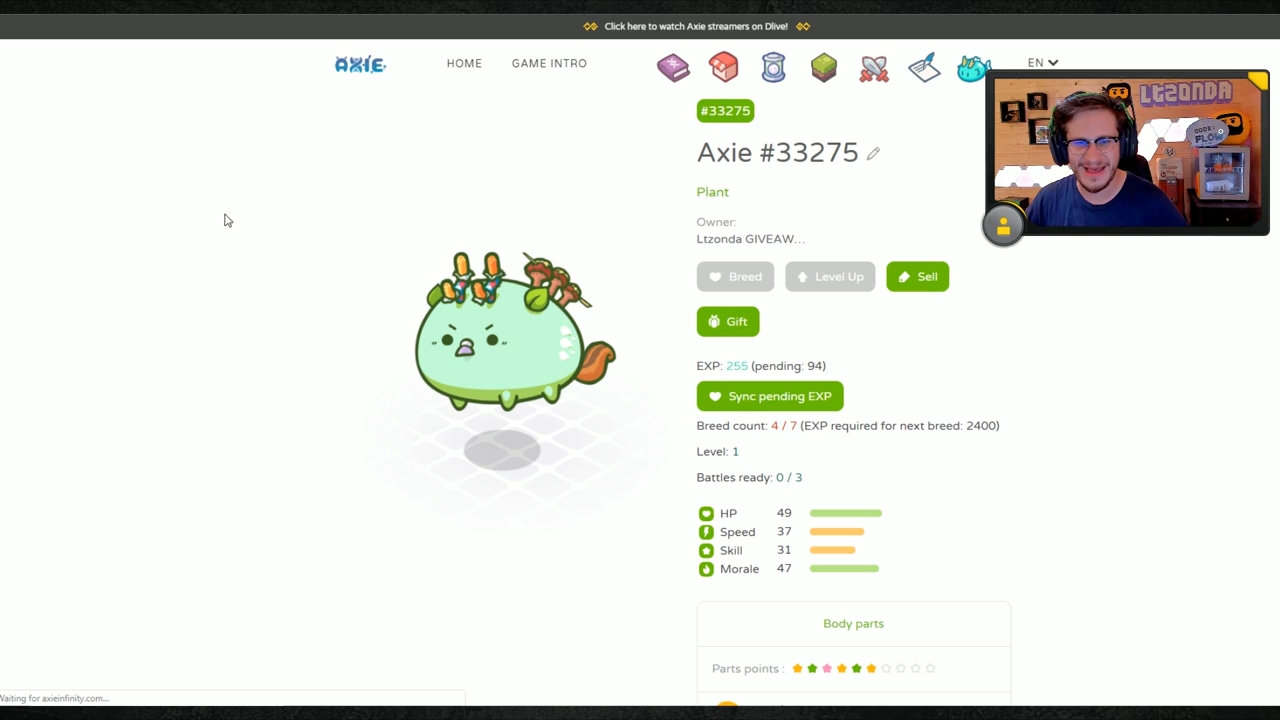 Click here to watch Axie streamers on Dlive!
AXIE
HOME
GAME INTRO
EN
#33275
LTZONDA
CODE:
FLOW
Axie #33275
Plant
Owner:
Ltzonda GIVEAW...
Breed
Level Up
Sell
Gift
EXP: 255 (pending: 94)
Sync pending EXP
Breed count: 4 / 7 (EXP required for next breed: 2400)
Level: 1
Battles ready: 0 / 3
HP 49
Speed 37
Skill 31
Morale 47
Body parts
Parts points :
Waiting for axieinfinity.com...